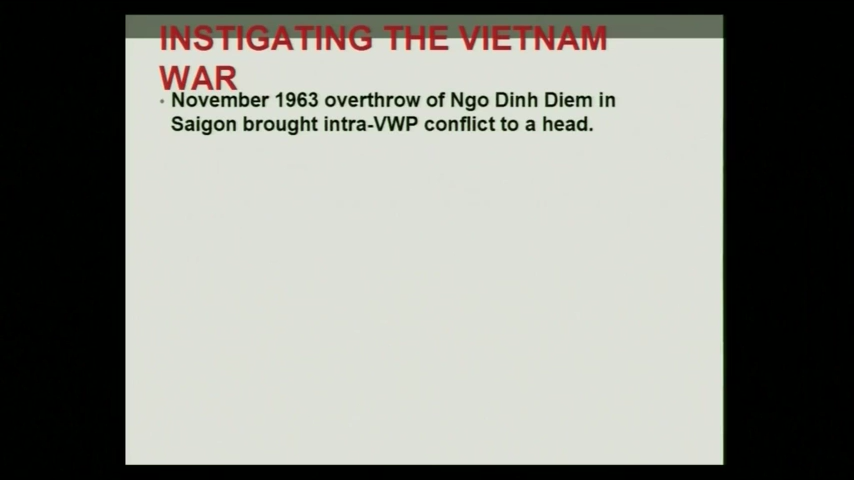 INSTIGATING THE VIETNAM
WAR
• November 1963 overthrow of Ngo Dinh Diem in
Saigon brought intra-VWP conflict to a head.